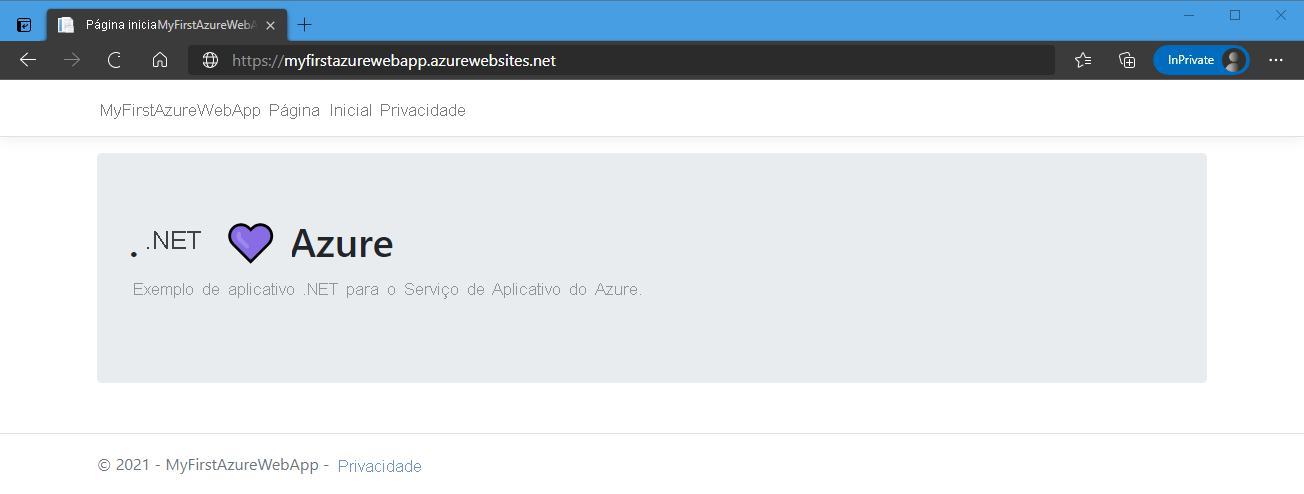 Página iniciaMyFirstAzureWebA
https://myfirstazurewebapp.azurewebsites.net
InPrivate
MyFirstAzureWebApp Página Inicial Privacidade
. .NET 💜 Azure
Exemplo de aplicativo .NET para o Serviço de Aplicativo do Azure.
© 2021 - MyFirstAzureWebApp - Privacidade